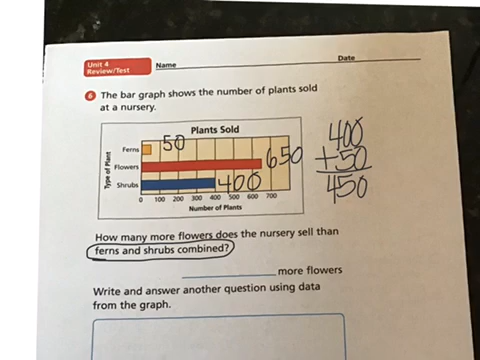 Unit 4
Review/Test
Name
Date
6 The bar graph shows the number of plants sold
at a nursery.
Plants Sold
Type of Plant
Ferns
50
Flowers
650
Shrubs
400
0 100 200 300 400 500 600 700
Number of Plants
400
+50
450
How many more flowers does the nursery sell than
ferns and shrubs combined?
more flowers
Write and answer another question using data
from the graph.